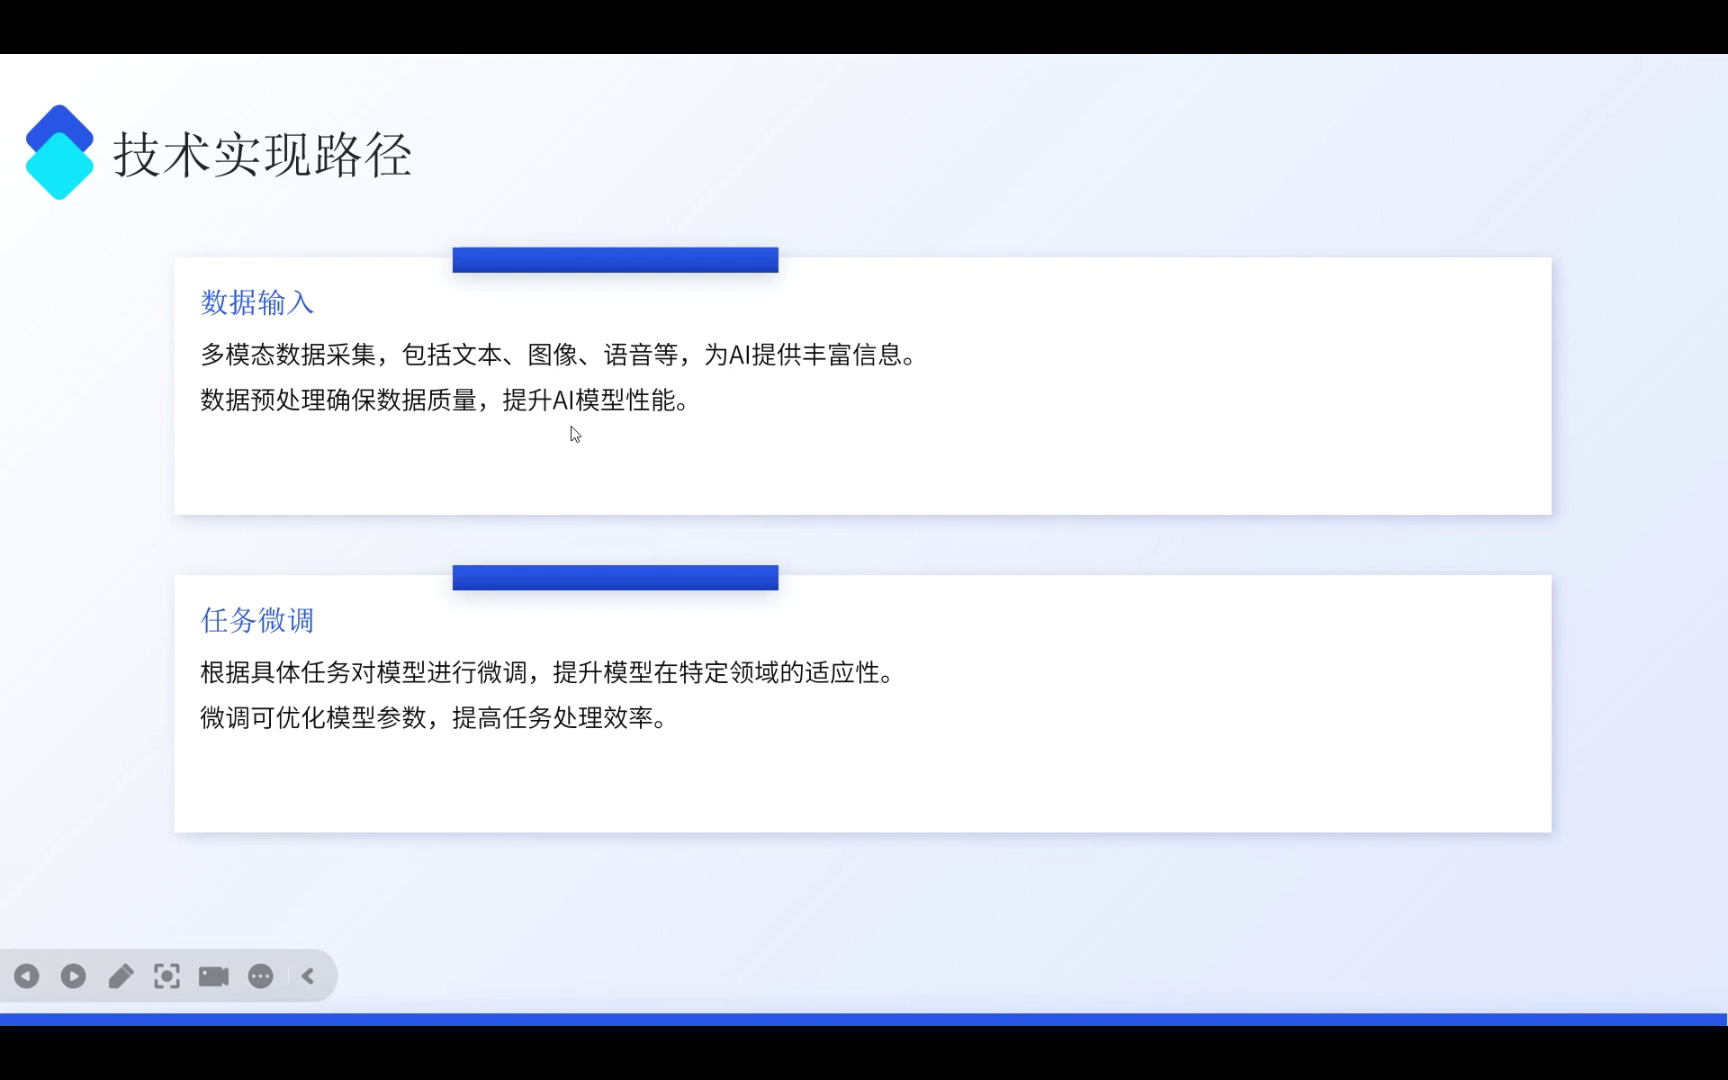 技术实现路径
数据输入
多模态数据采集，包括文本、图像、语音等，为AI提供丰富信息。
数据预处理确保数据质量，提升AI模型性能。
任务微调
根据具体任务对模型进行微调，提升模型在特定领域的适应性。
微调可优化模型参数，提高任务处理效率。